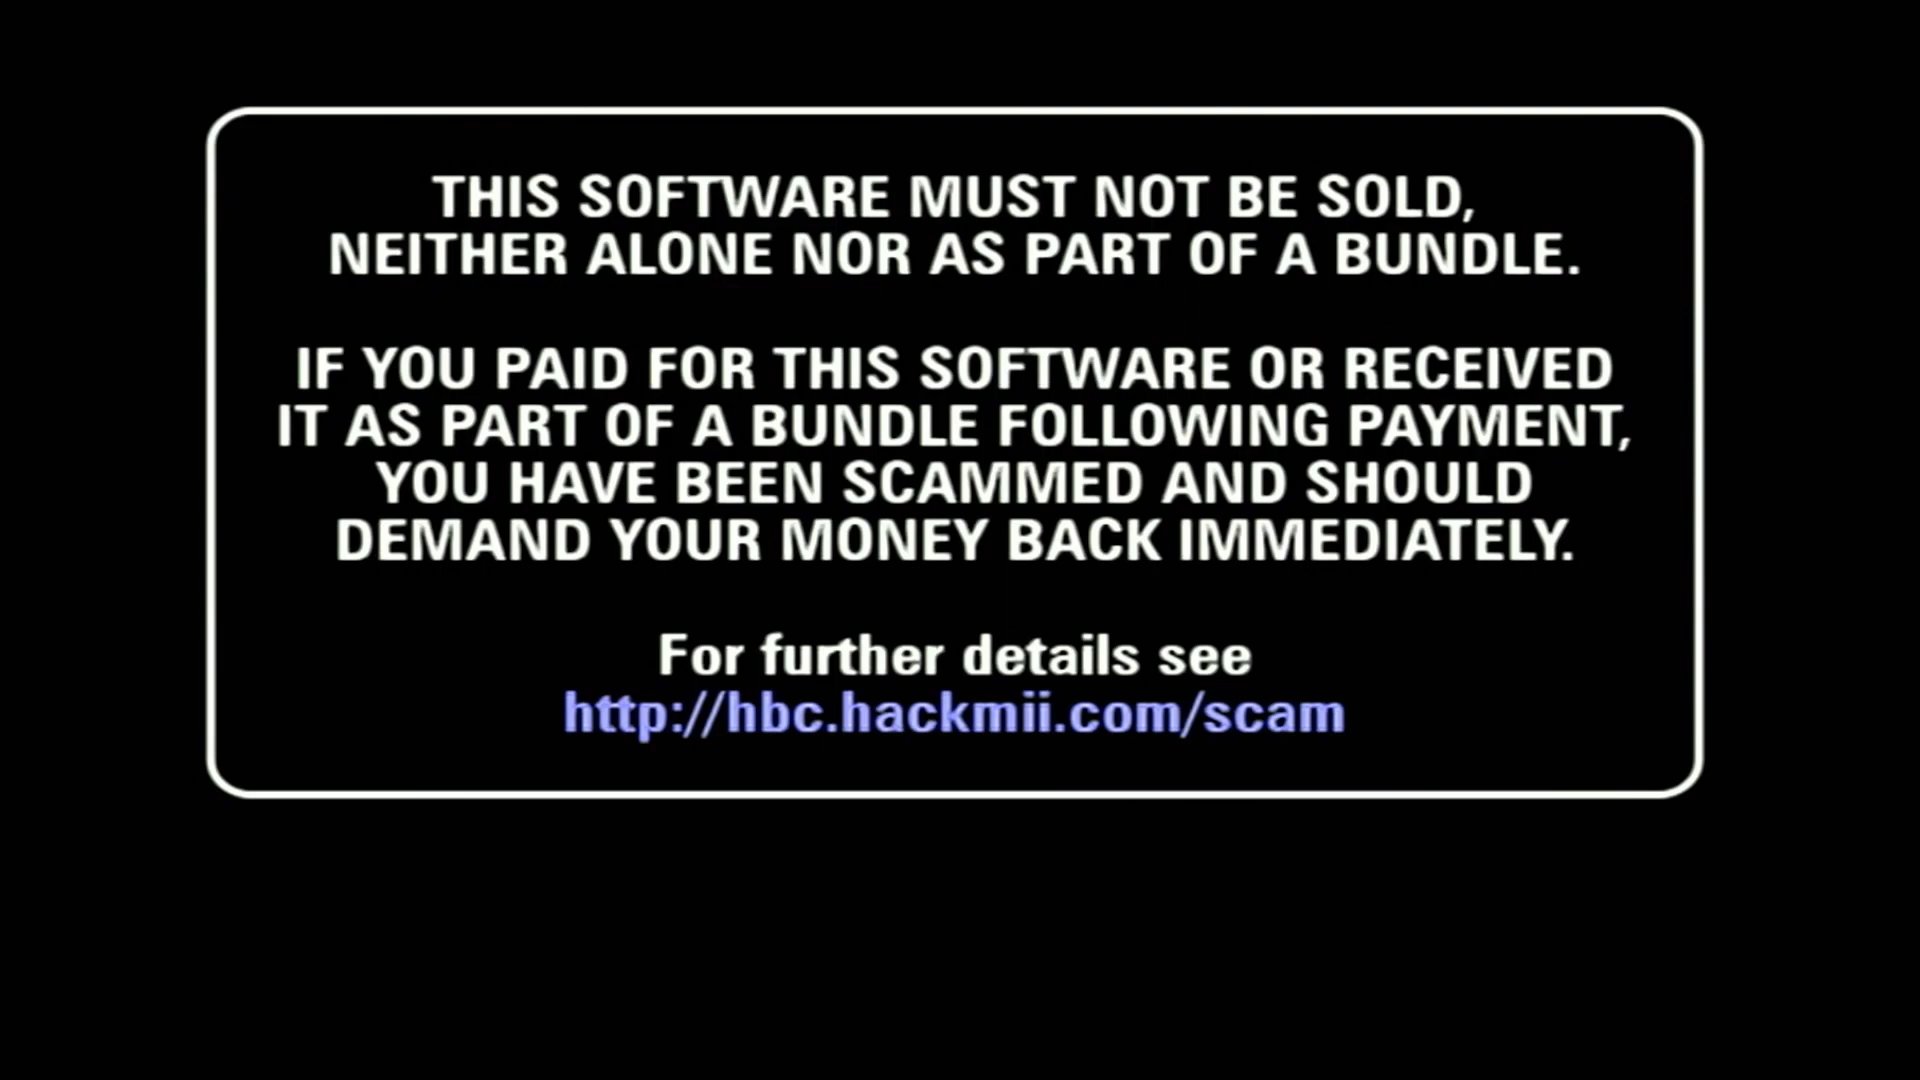 THIS SOFTWARE MUST NOT BE SOLD,
NEITHER ALONE NOR AS PART OF A BUNDLE.
IF YOU PAID FOR THIS SOFTWARE OR RECEIVED
IT AS PART OF A BUNDLE FOLLOWING PAYMENT,
YOU HAVE BEEN SCAMMED AND SHOULD
DEMAND YOUR MONEY BACK IMMEDIATELY.
For further details see
http://hbc.hackmii.com/scam